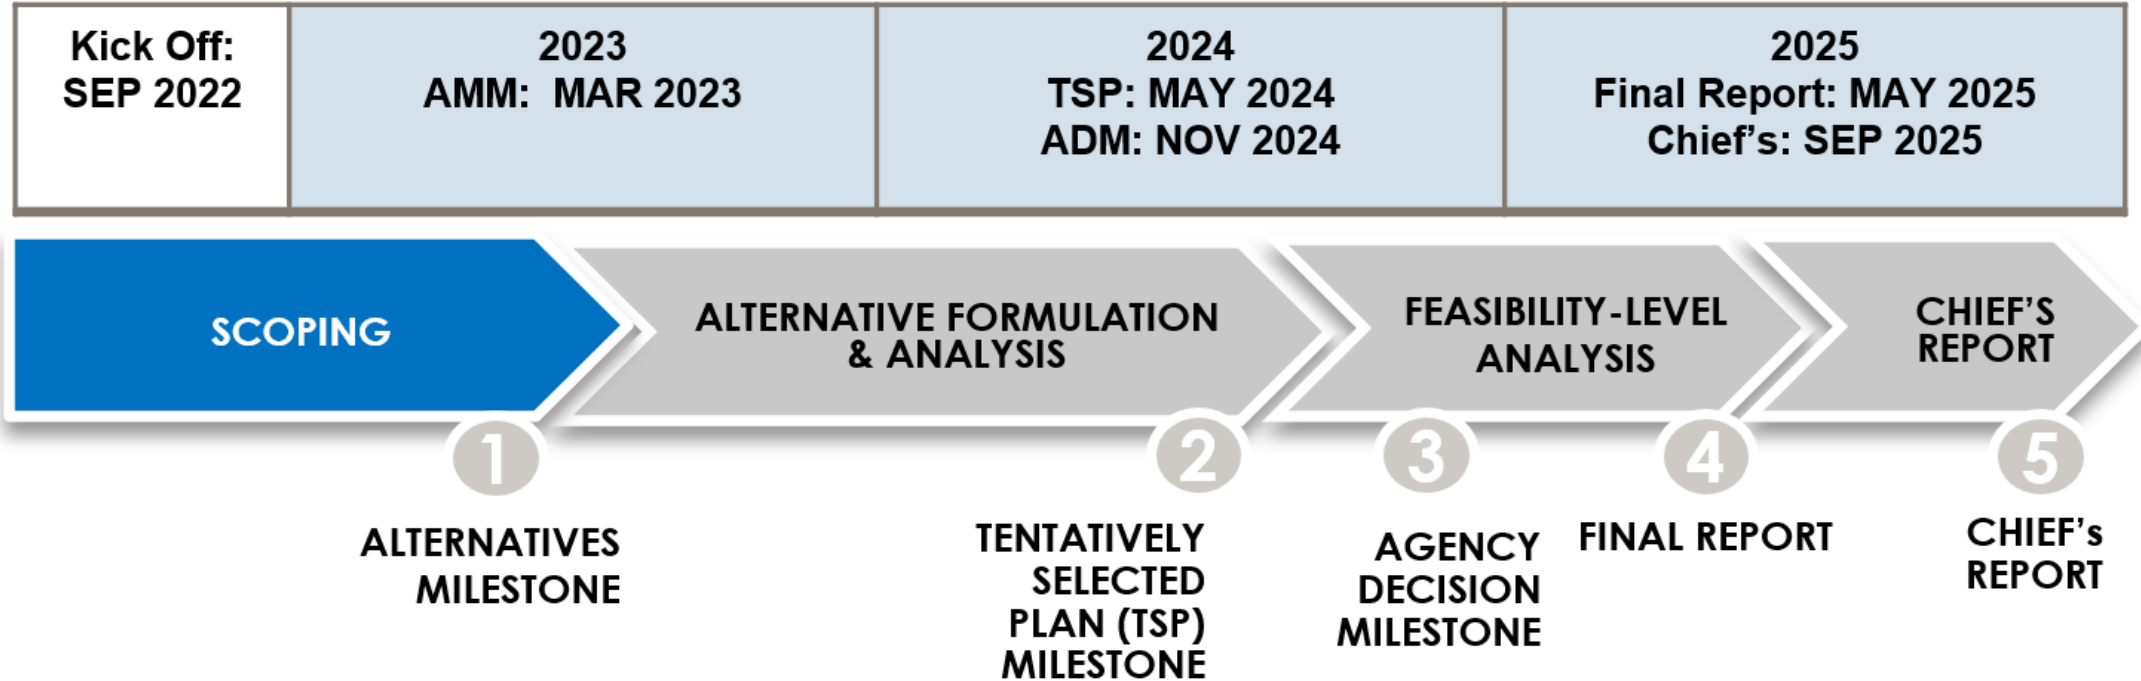 Kick Off:
SEP 2022
2023
AMM:  MAR 2023
2024
TSP: MAY 2024
ADM: NOV 2024
2025
Final Report: MAY 2025
Chief's: SEP 2025
SCOPING
ALTERNATIVE FORMULATION
& ANALYSIS
FEASIBILITY-LEVEL
ANALYSIS
CHIEF'S
REPORT
1
ALTERNATIVES
MILESTONE
2
TENTATIVELY
SELECTED
PLAN (TSP)
MILESTONE
3
AGENCY
DECISION
MILESTONE
4
FINAL REPORT
5
CHIEF's
REPORT